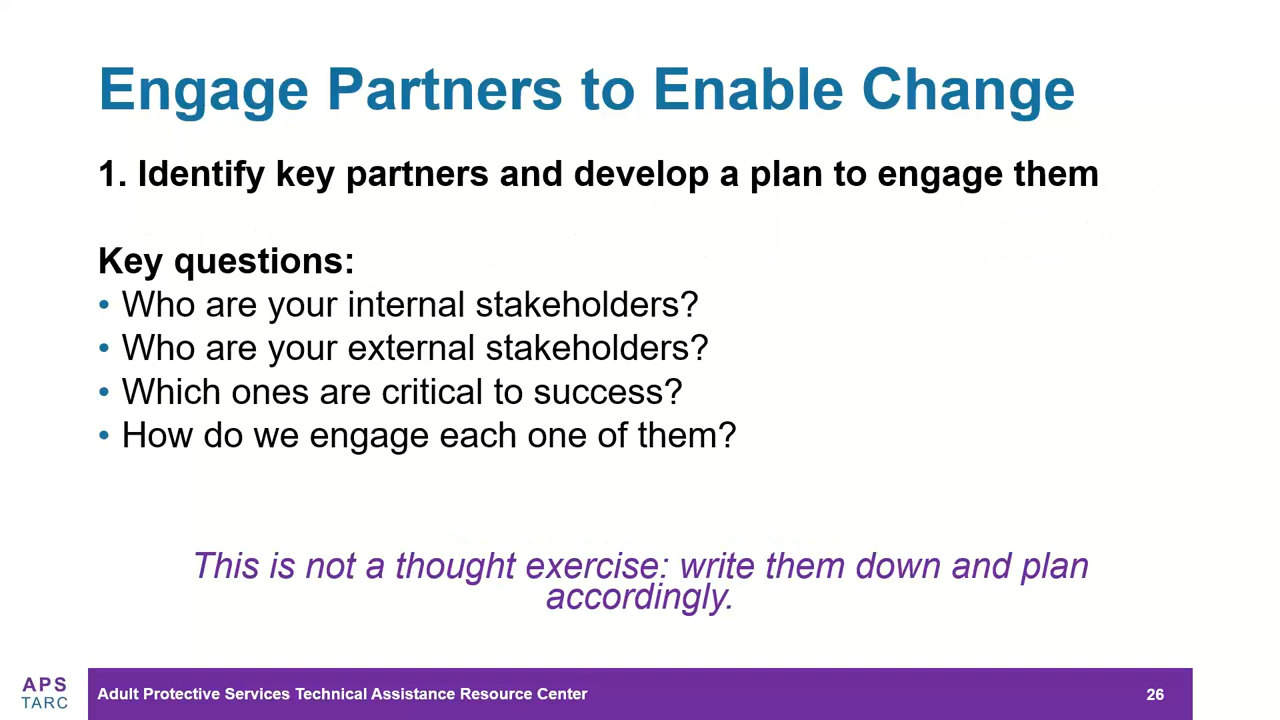 Engage Partners to Enable Change
1. Identify key partners and develop a plan to engage them
Key questions:
• Who are your internal stakeholders?
• Who are your external stakeholders?
• Which ones are critical to success?
• How do we engage each one of them?
This is not a thought exercise: write them down and plan
accordingly.
APS
TARC
Adult Protective Services Technical Assistance Resource Center
26